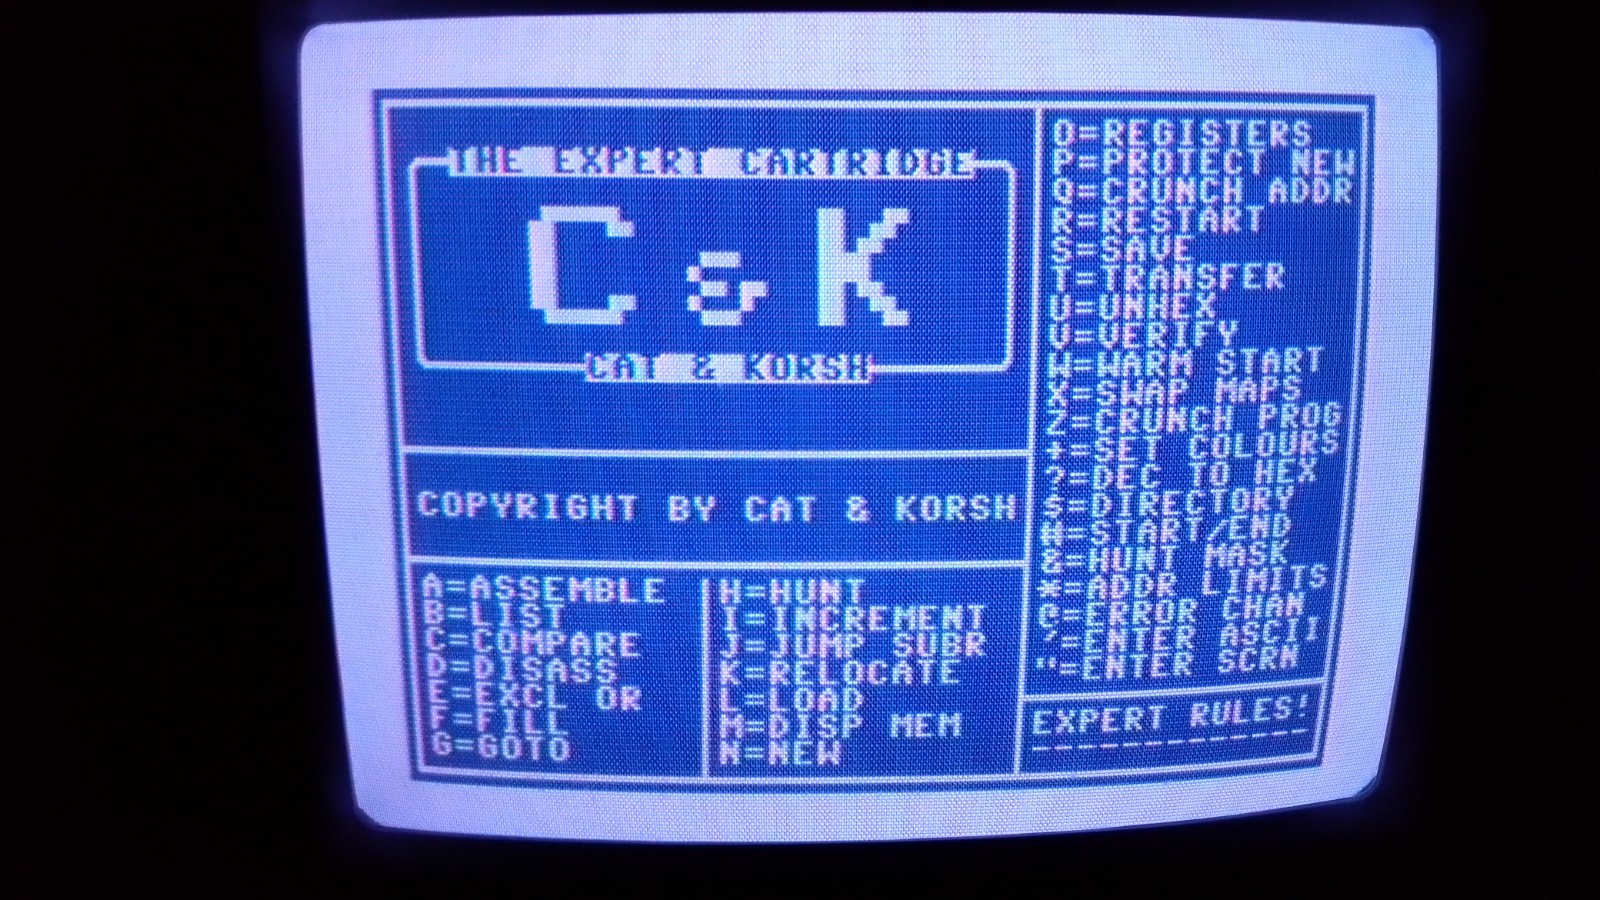 THE EXPERT CARTRIDGE
C & K
CAT & KORSH
COPYRIGHT BY CAT & KORSH
A=ASSEMBLE
B=LIST
C=COMPARE
D=DISASS
E=EXCL OR
F=FILL
G=GOTO
H=HUNT
I=INCREMENT
J=JUMP SUBR
K=RELOCATE
L=LOAD
M=DISP MEM
N=NEW
O=REGISTERS
P=PROTECT NEW
Q=CRUNCH ADDR
R=RESTART
S=SAVE
T=TRANSFER
U=UNHEX
V=VERIFY
W=WARM START
X=SWAP MAPS
Z=CRUNCH PROG
+=SET COLOURS
?=DEC TO HEX
$=DIRECTORY
#=START/END
&=HUNT MASK
*=ADDR LIMITS
@=ERROR CHAN
'=ENTER ASCII
"=ENTER SCRN
EXPERT RULES!
------------